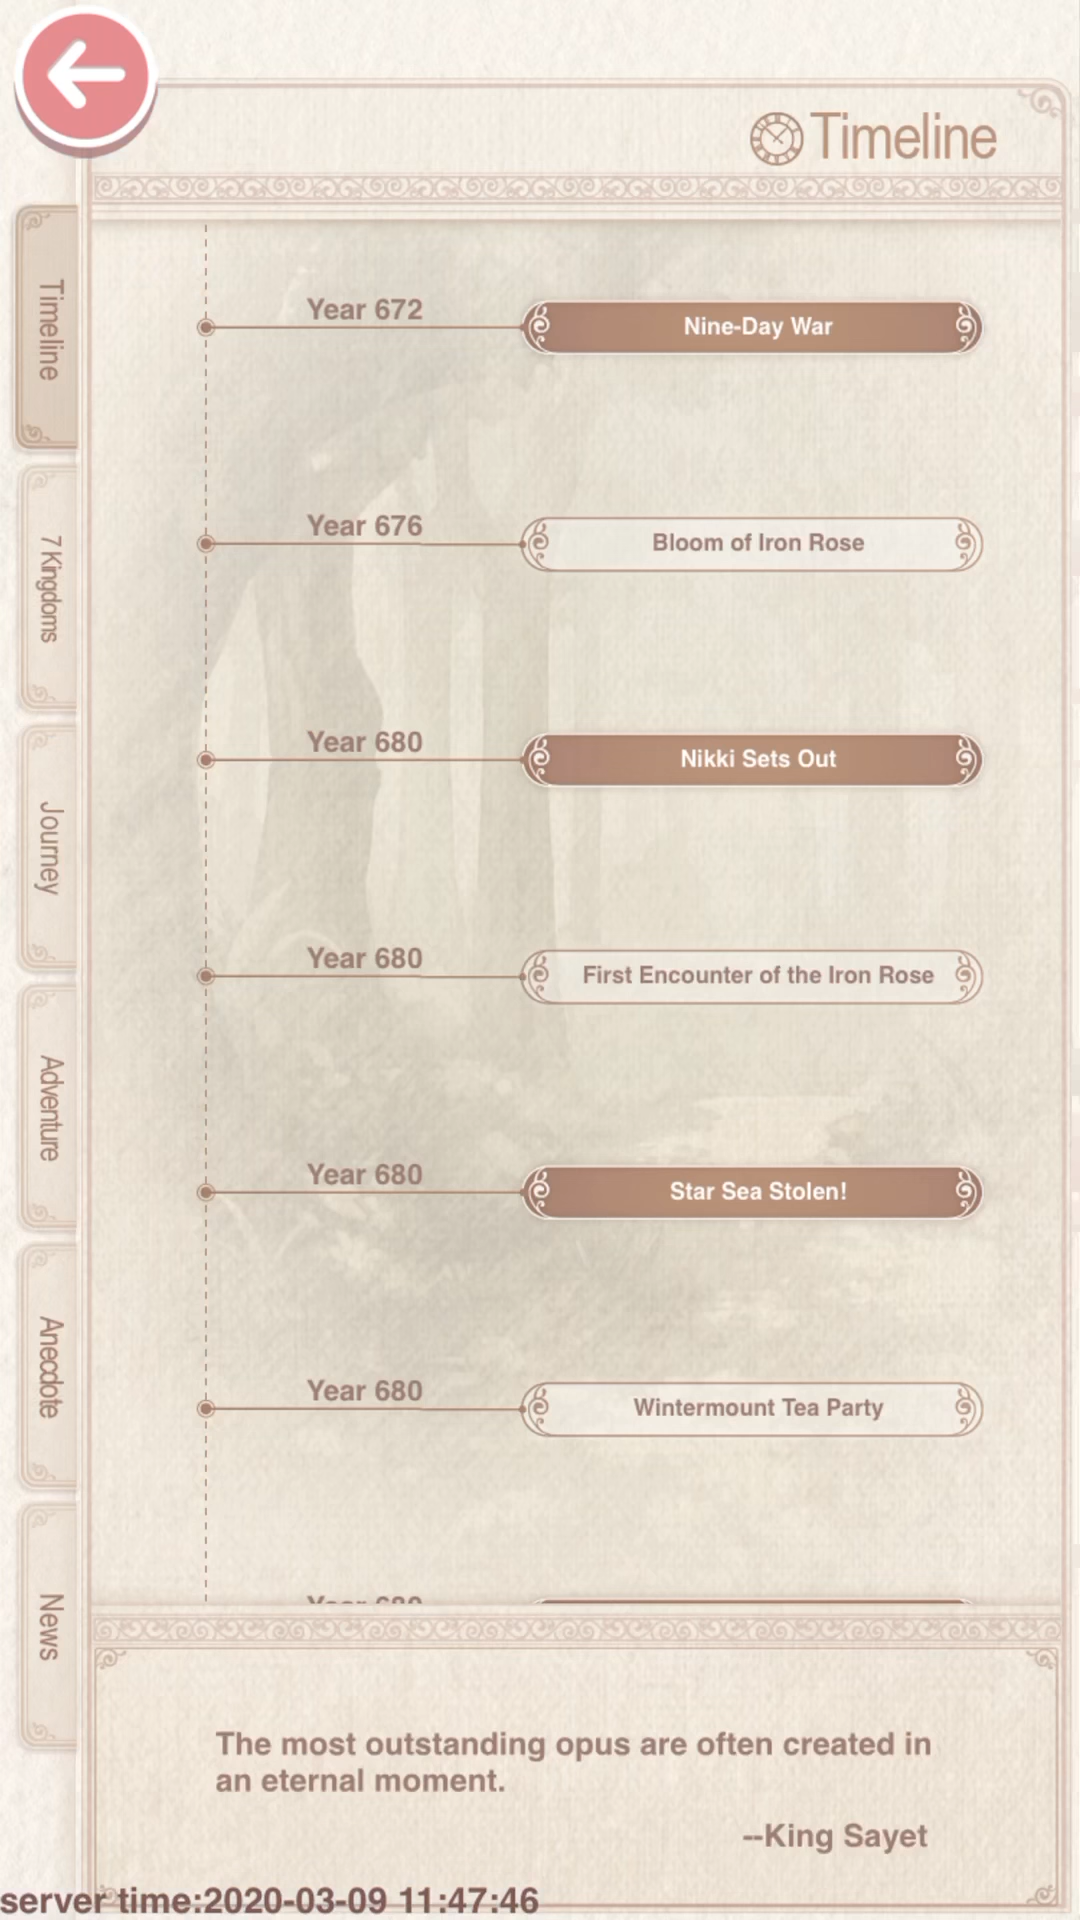 Timeline
Timeline
7 Kingdoms
Journey
Adventure
Anecdote
News
Year 672
Nine-Day War
Year 676
Bloom of Iron Rose
Year 680
Nikki Sets Out
Year 680
First Encounter of the Iron Rose
Year 680
Star Sea Stolen!
Year 680
Wintermount Tea Party
Year 680
The most outstanding opus are often created in
an eternal moment.
--King Sayet
server time:2020-03-09 11:47:46